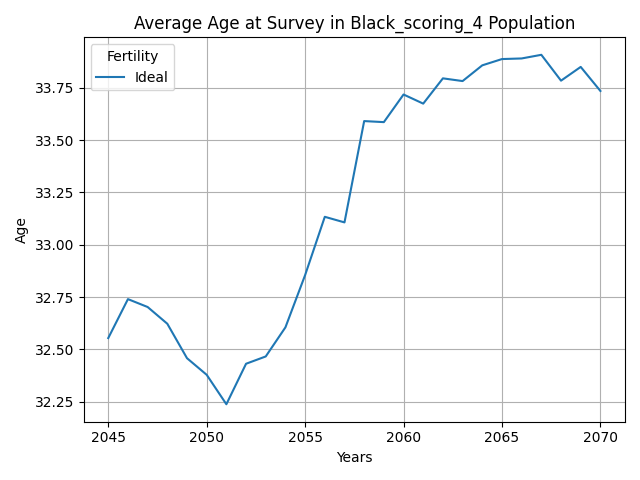 Average Age at Survey in Black_scoring_4 Population
Fertility
Ideal
33.75
33.50
33.25
33.00
32.75
32.50
32.25
Age
2045
2050
2055
2060
2065
2070
Years